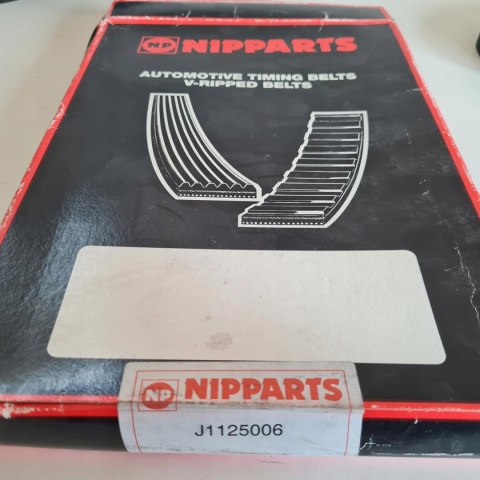 NP NIPPARTS
AUTOMOTIVE TIMING BELTS
V-RIPPED BELTS
NP NIPPARTS
J1125006